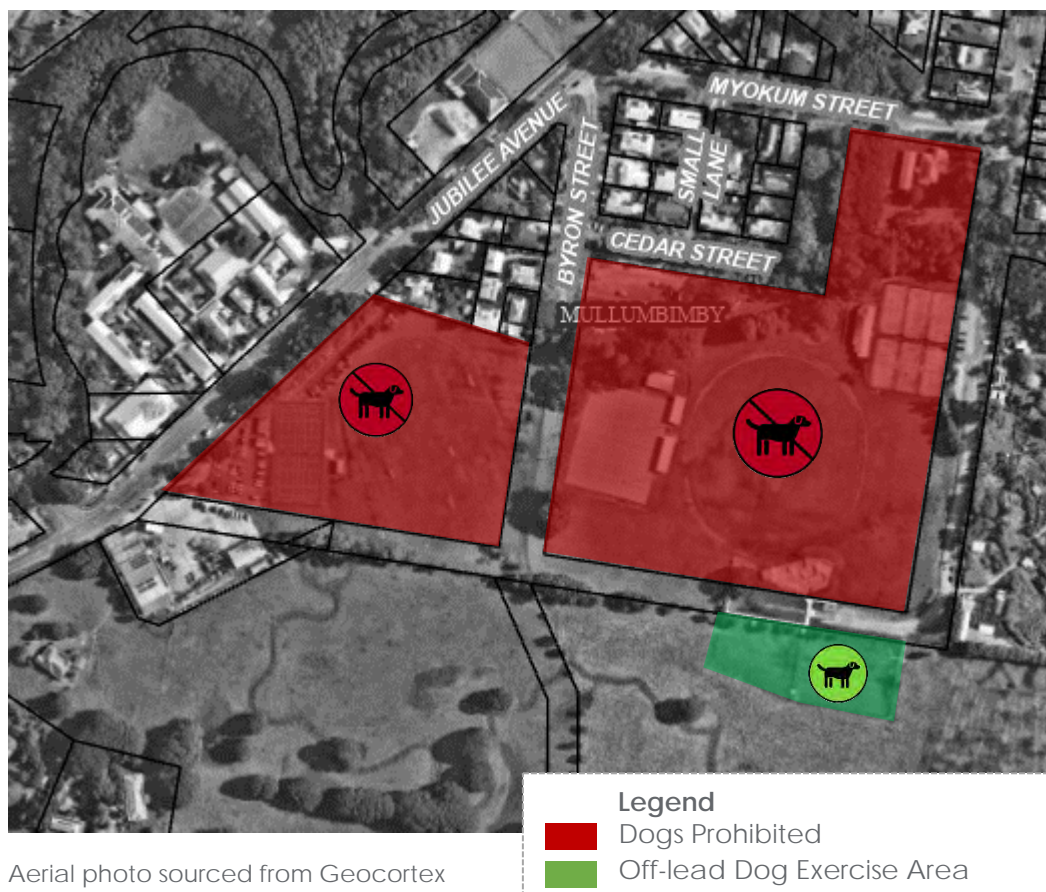 MYOKUM STREET
JUBILEE AVENUE
BYRON STREET
SMALL
LANE
CEDAR STREET
MULLUMBIMBY
Legend
Dogs Prohibited
Off-lead Dog Exercise Area
Aerial photo sourced from Geocortex